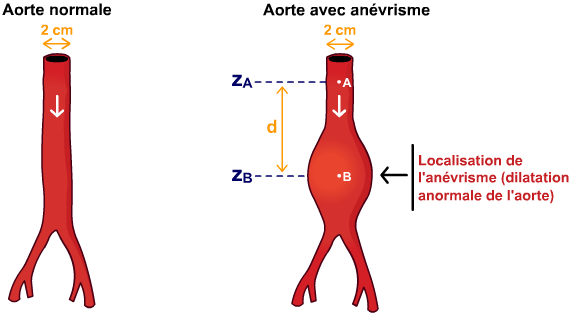 Aorte normale
2 cm
Aorte avec anévrisme
2 cm
zA
A
d
zB
B
Localisation de
l'anévrisme (dilatation
anormale de l'aorte)